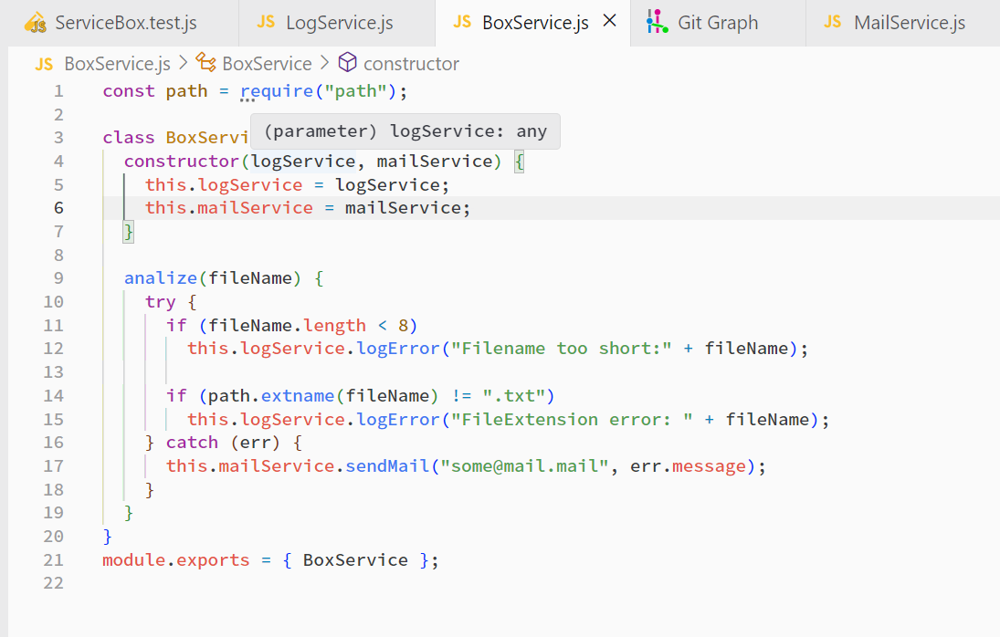 ServiceBox.test.js JS LogService.js JS BoxService.js Git Graph JS MailService.js
JS BoxService.js > BoxService > constructor
1 const path = require("path");
2
(parameter) logService: any
3 class BoxServi
4 constructor(logService, mailService) {
5 this.logService = logService;
6 this.mailService = mailService;
7 }
8
9 analize(fileName) {
10 try {
11 if (fileName.length < 8)
12 this.logService.logError("Filename too short:" + fileName);
13
14 if (path.extname(fileName) != ".txt")
15 this.logService.logError("FileExtension error: " + fileName);
16 } catch (err) {
17 this.mailService.sendMail("some@mail.mail", err.message);
18 }
19 }
20 }
21 module.exports = { BoxService };
22